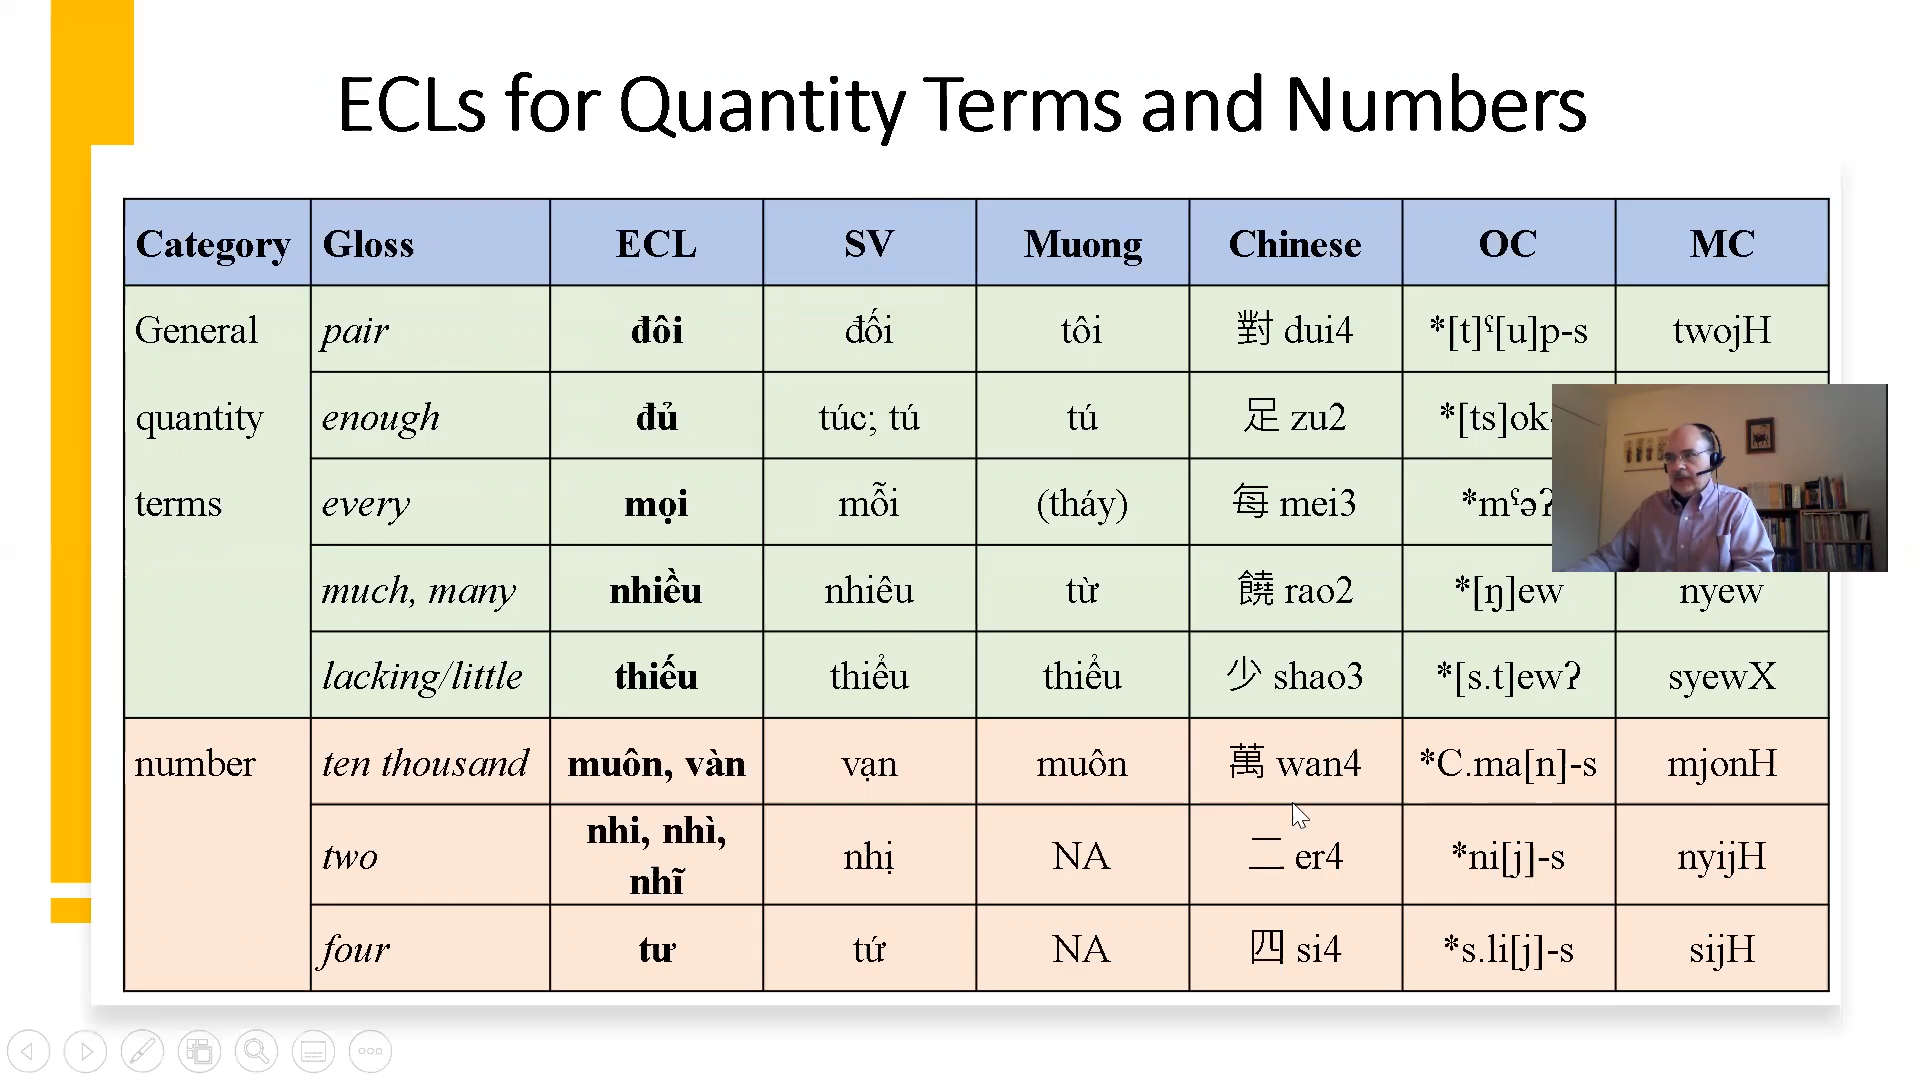 ECLs for Quantity Terms and Numbers
Category Gloss ECL SV Muong Chinese OC MC
General pair đôi đối tôi 對 dui4 *[t]ˤ[u]p-s twojH
quantity enough đủ túc; tú tú 足 zu2 *[ts]ok
terms every mọi mỗi (tháy) 每 mei3 *mˤəʔ
much, many nhiều nhiêu từ 饒 rao2 *[ŋ]ew nyew
lacking/little thiếu thiểu thiểu 少 shao3 *[s.t]ewʔ syewX
number ten thousand muôn, vàn vạn muôn 萬 wan4 *C.ma[n]-s mjonH
two nhi, nhì, nhĩ nhị NA 二 er4 *ni[j]-s nyijH
four tư tứ NA 四 si4 *s.li[j]-s sijH